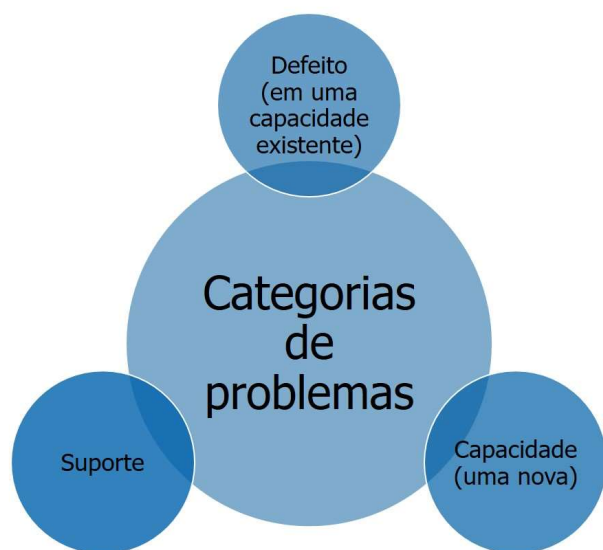 Defeito
(em uma
capacidade
existente)
Categorias
de
problemas
Suporte
Capacidade
(uma nova)